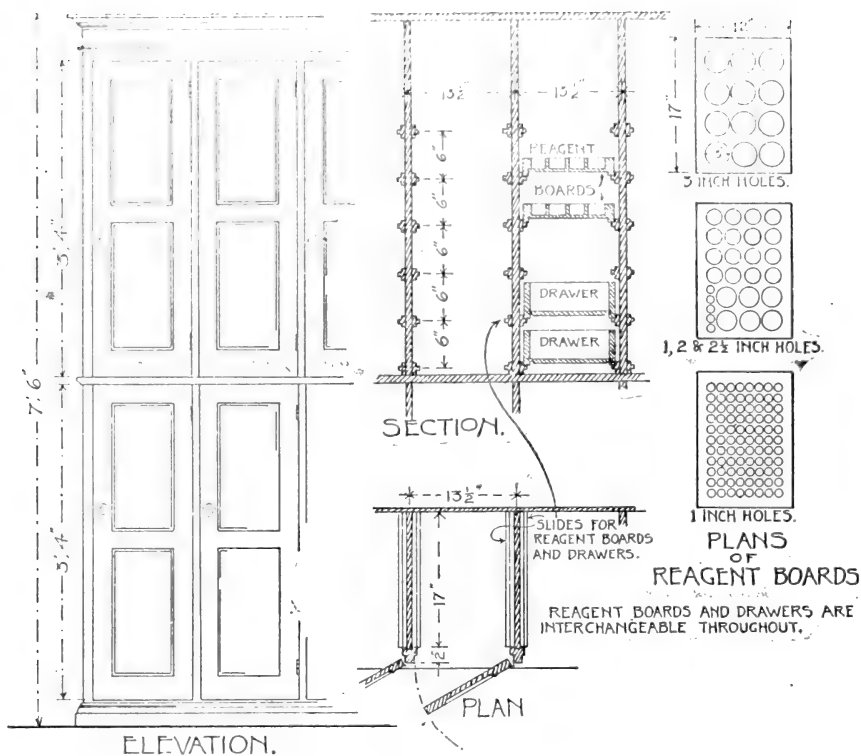 7'. 6"
3'. 4"
3'. 4"
ELEVATION.
13½"
13½"
6"
6"
6"
6"
6"
REAGENT
BOARDS
DRAWER
DRAWER
SECTION.
13½"
17"
2"
SLIDES FOR
REAGENT BOARDS
AND DRAWERS.
PLAN
12"
17"
3"
3 INCH HOLES.
1, 2 & 2½ INCH HOLES.
1 INCH HOLES.
PLANS
OF
REAGENT BOARDS
REAGENT BOARDS AND DRAWERS ARE
INTERCHANGEABLE THROUGHOUT.